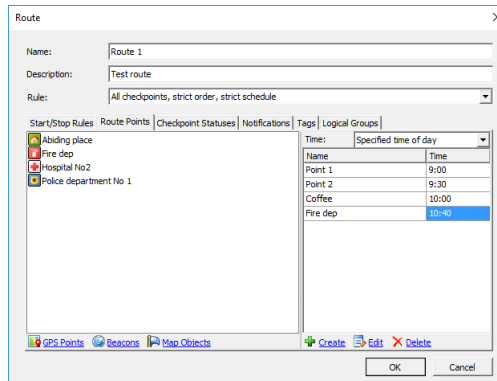 Route
Name: Route 1
Description: Test route
Rule: All checkpoints, strict order, strict schedule
Start/Stop Rules Route Points Checkpoint Statuses Notifications Tags Logical Groups
Abiding place
Fire dep
Hospital No2
Police department No 1
Time: Specified time of day
Name Time
Point 1 9:00
Point 2 9:30
Coffee 10:00
Fire dep 10:40
GPS Points Beacons Map Objects
Create Edit Delete
OK Cancel